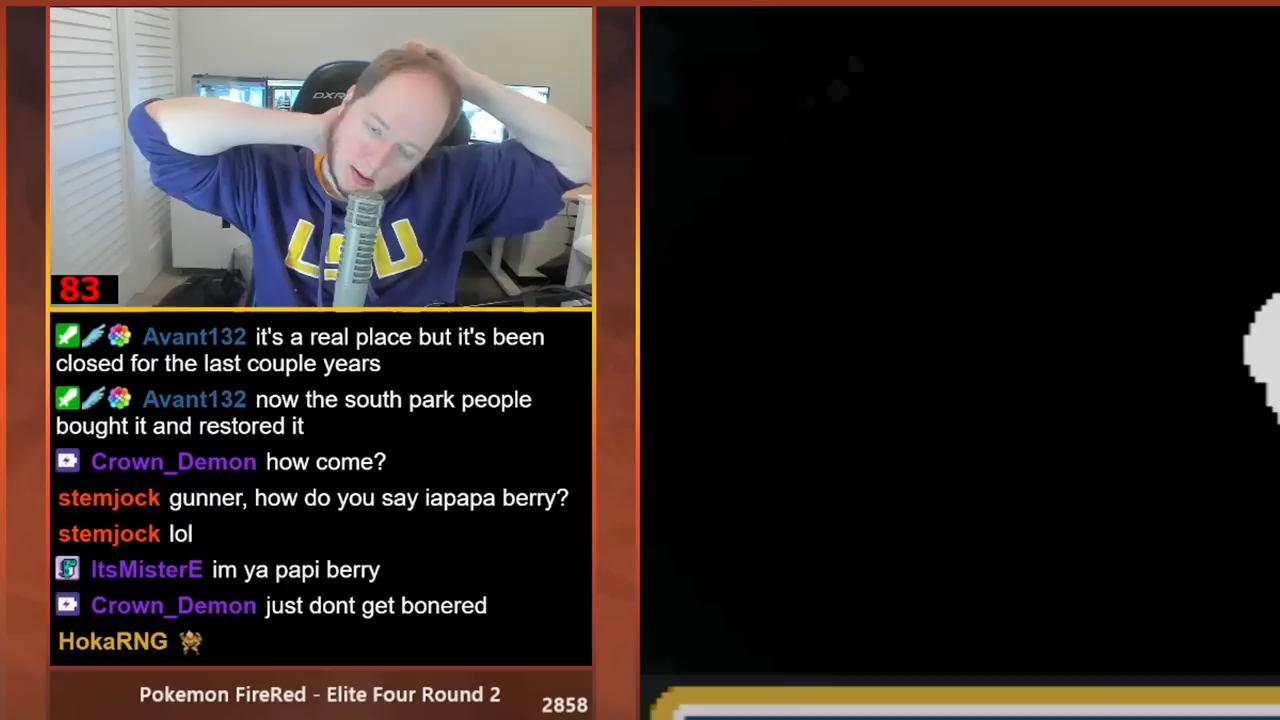 DXR
LSU
83
Avant132 it's a real place but it's been
closed for the last couple years
Avant132 now the south park people
bought it and restored it
Crown_Demon how come?
stemjock gunner, how do you say iapapa berry?
stemjock lol
ItsMisterE im ya papi berry
Crown_Demon just dont get bonered
HokaRNG
Pokemon FireRed - Elite Four Round 2
2858